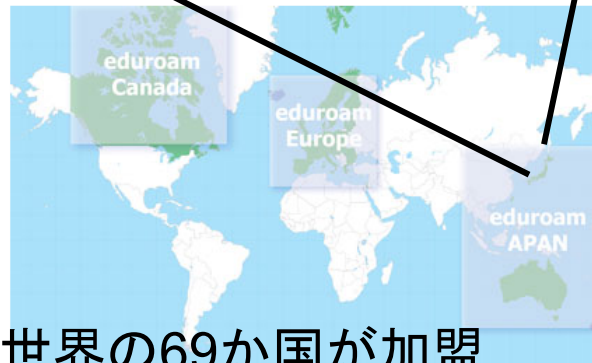 eduroam
Canada
eduroam
Europe
eduroam
APAN
世界の69か国が加盟